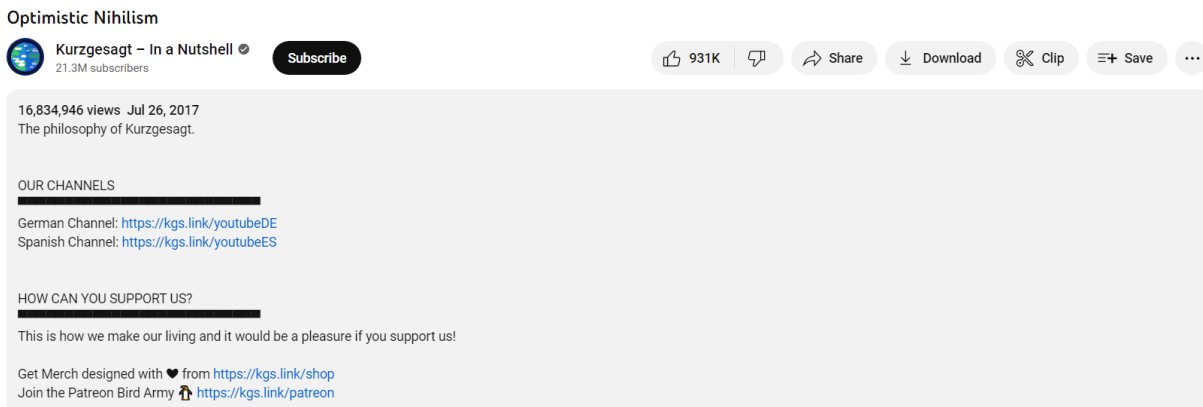 Optimistic Nihilism
Kurzgesagt – In a Nutshell
21.3M subscribers
Subscribe
931K
Share
Download
Clip
Save
16,834,946 views Jul 26, 2017
The philosophy of Kurzgesagt.
OUR CHANNELS
German Channel: https://kgs.link/youtubeDE
Spanish Channel: https://kgs.link/youtubeES
HOW CAN YOU SUPPORT US?
This is how we make our living and it would be a pleasure if you support us!
Get Merch designed with ❤ from https://kgs.link/shop
Join the Patreon Bird Army 🐧 https://kgs.link/patreon